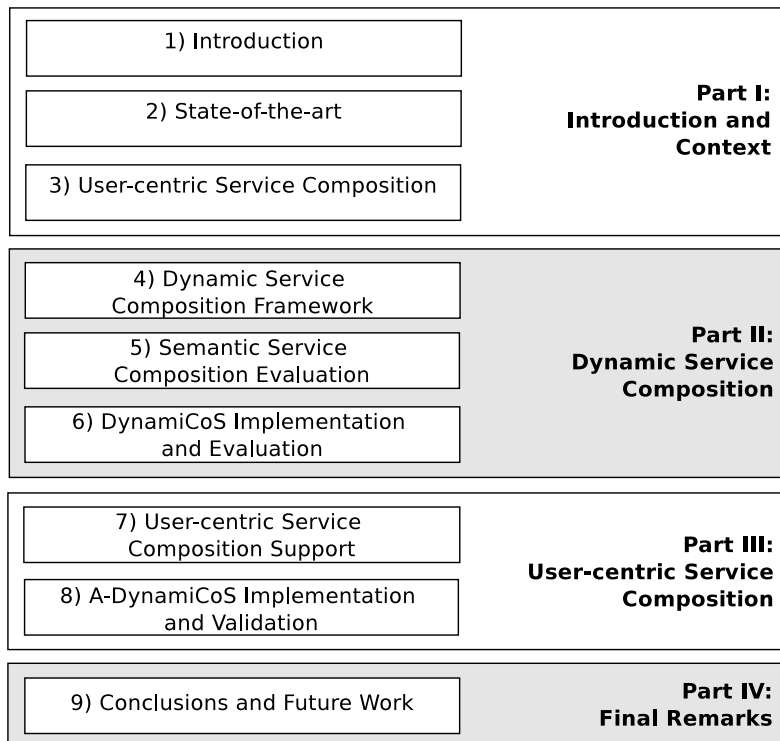 1) Introduction
2) State-of-the-art
3) User-centric Service Composition
Part I:
Introduction and
Context
4) Dynamic Service
Composition Framework
5) Semantic Service
Composition Evaluation
6) DynamiCoS Implementation
and Evaluation
Part II:
Dynamic Service
Composition
7) User-centric Service
Composition Support
8) A-DynamiCoS Implementation
and Validation
Part III:
User-centric Service
Composition
9) Conclusions and Future Work
Part IV:
Final Remarks